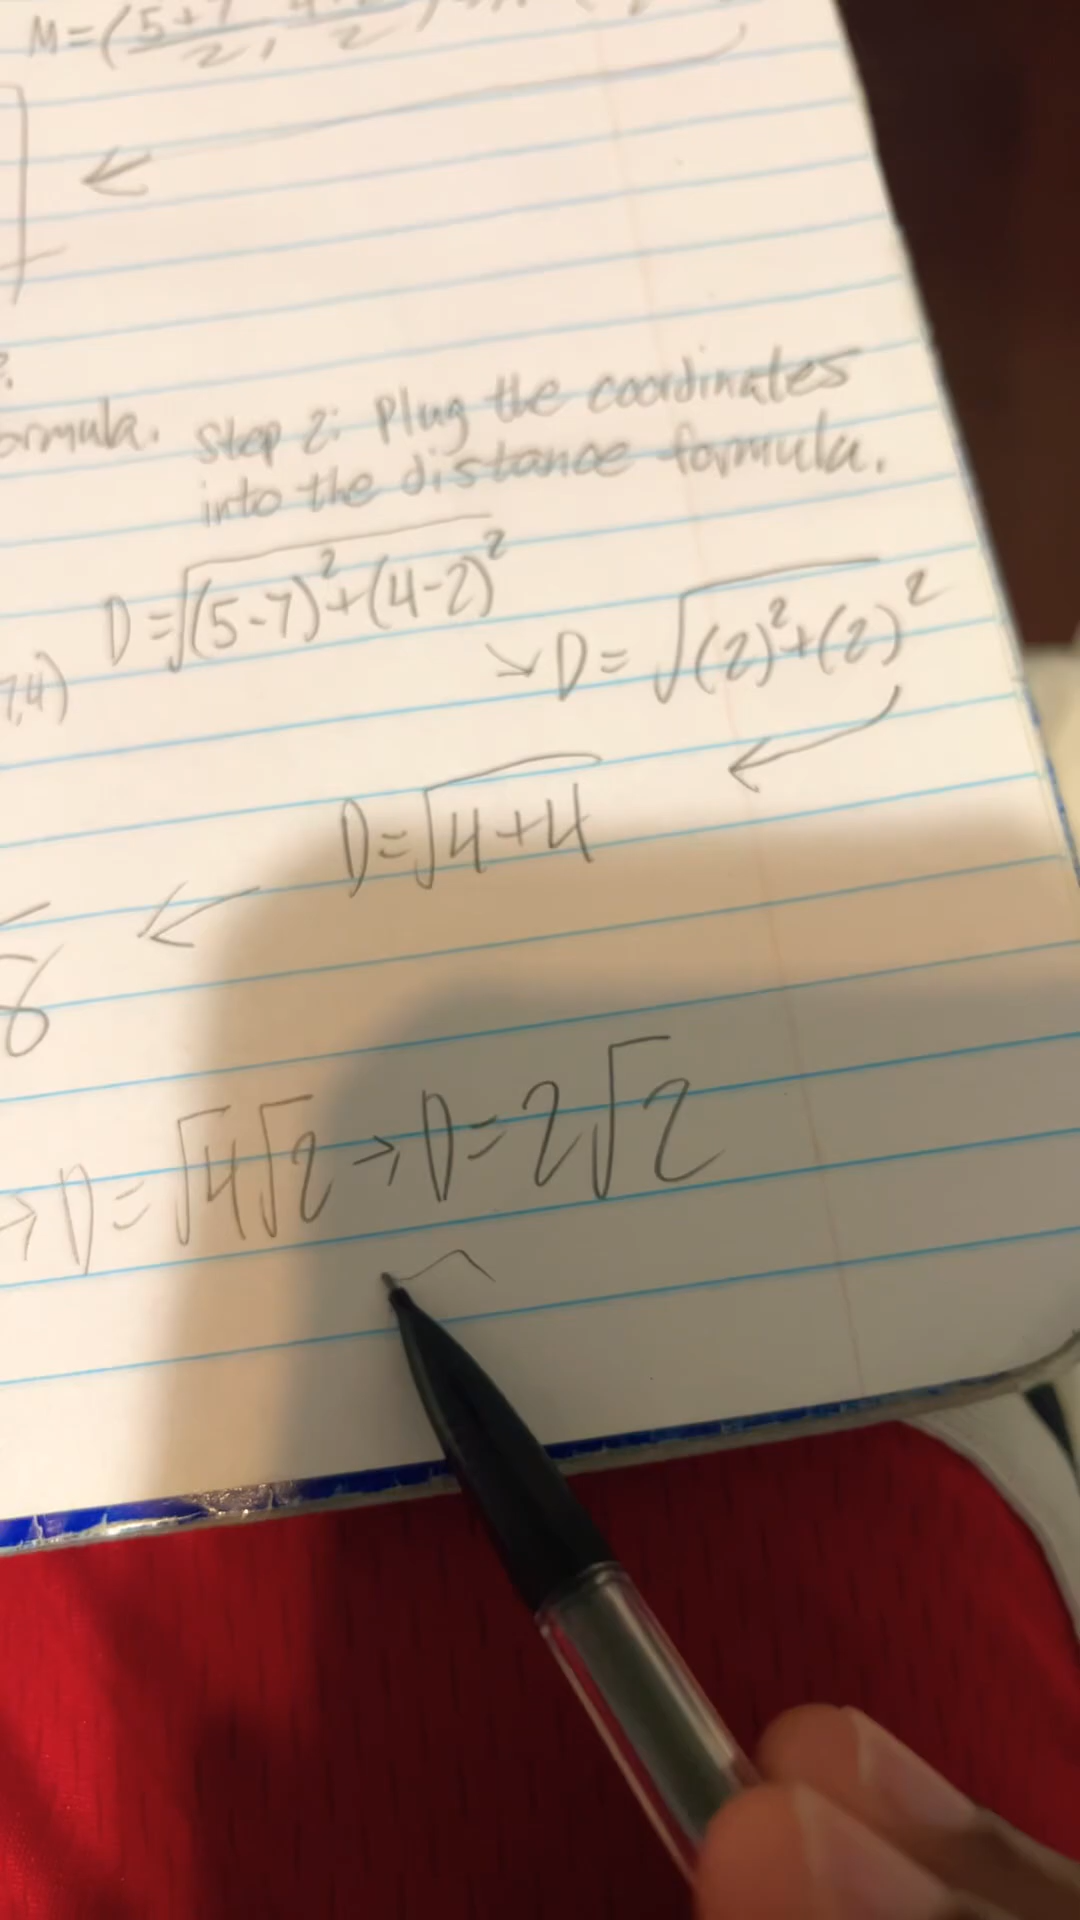 M=(5+7/2,
ormula. Step 2: Plug the coordinates
into the distance formula.
D=√(5-7)²+(4-2)²
7,4)
D=√(2)²+(2)²
D=√4+4
8
→D=√4√2→D=2√2